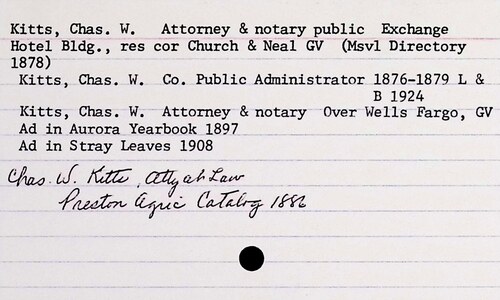 Kitts, Chas. W.  Attorney & notary public  Exchange
Hotel Bldg., res cor Church & Neal GV  (Msvl Directory
1878)
Kitts, Chas. W.  Co. Public Administrator 1876-1879 L &
B 1924
Kitts, Chas. W.  Attorney & notary  Over Wells Fargo, GV
Ad in Aurora Yearbook 1897
Ad in Stray Leaves 1908
Chas. W. Kitts, Atty at Law
Preston Agric Catalog 1886